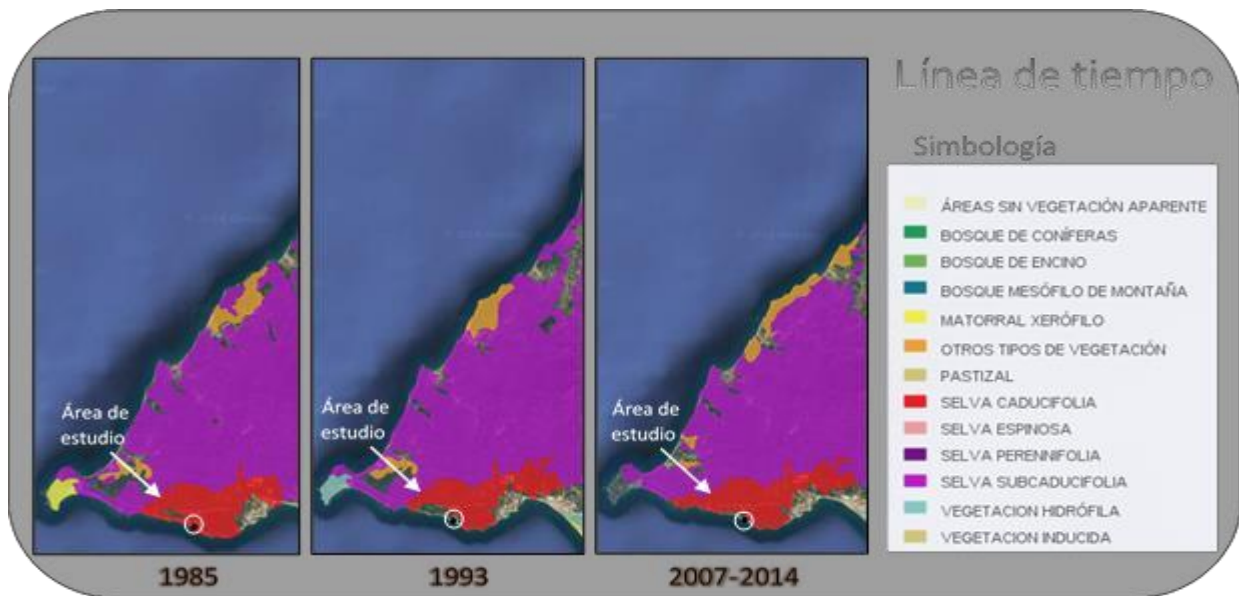 Línea de tiempo
Simbología
ÁREAS SIN VEGETACIÓN APARENTE
BOSQUE DE CONÍFERAS
BOSQUE DE ENCINO
BOSQUE MESÓFILO DE MONTAÑA
MATORRAL XERÓFILO
OTROS TIPOS DE VEGETACIÓN
PASTIZAL
SELVA CADUCIFOLIA
SELVA ESPINOSA
SELVA PERENNIFOLIA
SELVA SUBCADUCIFOLIA
VEGETACION HIDRÓFILA
VEGETACION INDUCIDA
Área de
estudio
Área de
estudio
Área de
estudio
1985
1993
2007-2014